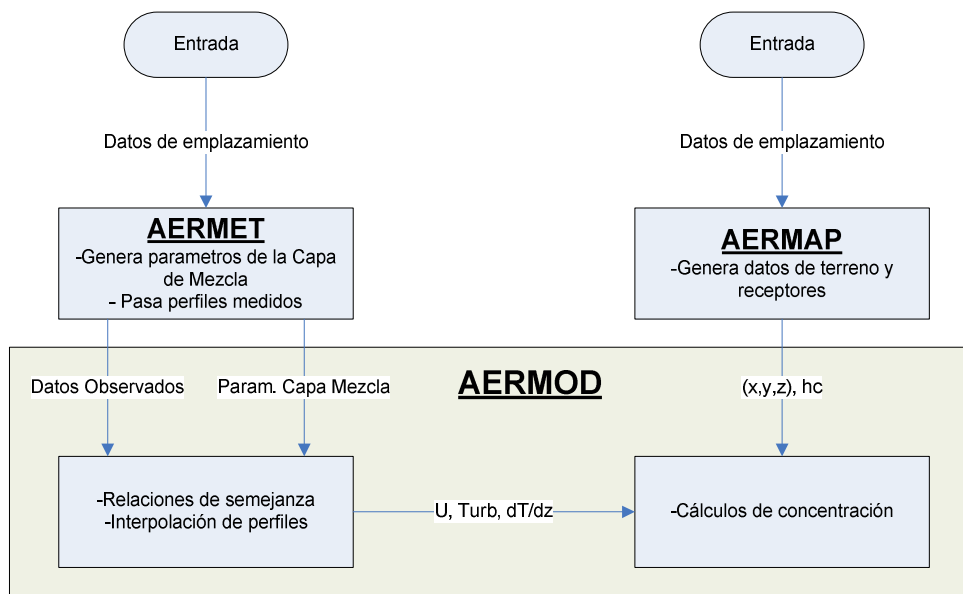 Entrada
Entrada
Datos de emplazamiento
Datos de emplazamiento
AERMET
-Genera parametros de la Capa
de Mezcla
- Pasa perfiles medidos
AERMAP
-Genera datos de terreno y
receptores
Datos Observados
Param. Capa Mezcla
AERMOD
(x,y,z), hc
-Relaciones de semejanza
-Interpolación de perfiles
U, Turb, dT/dz
-Cálculos de concentración